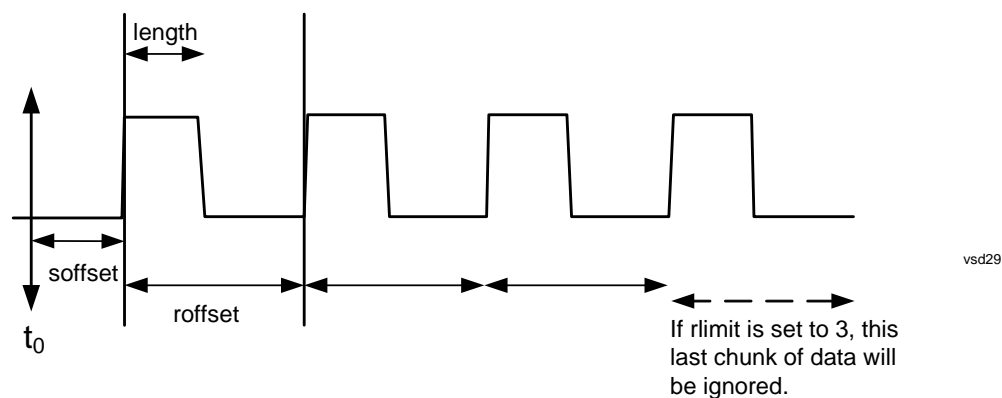 length
soffset
vsd29
roffset
t₀
If rlimit is set to 3, this
last chunk of data will
be ignored.